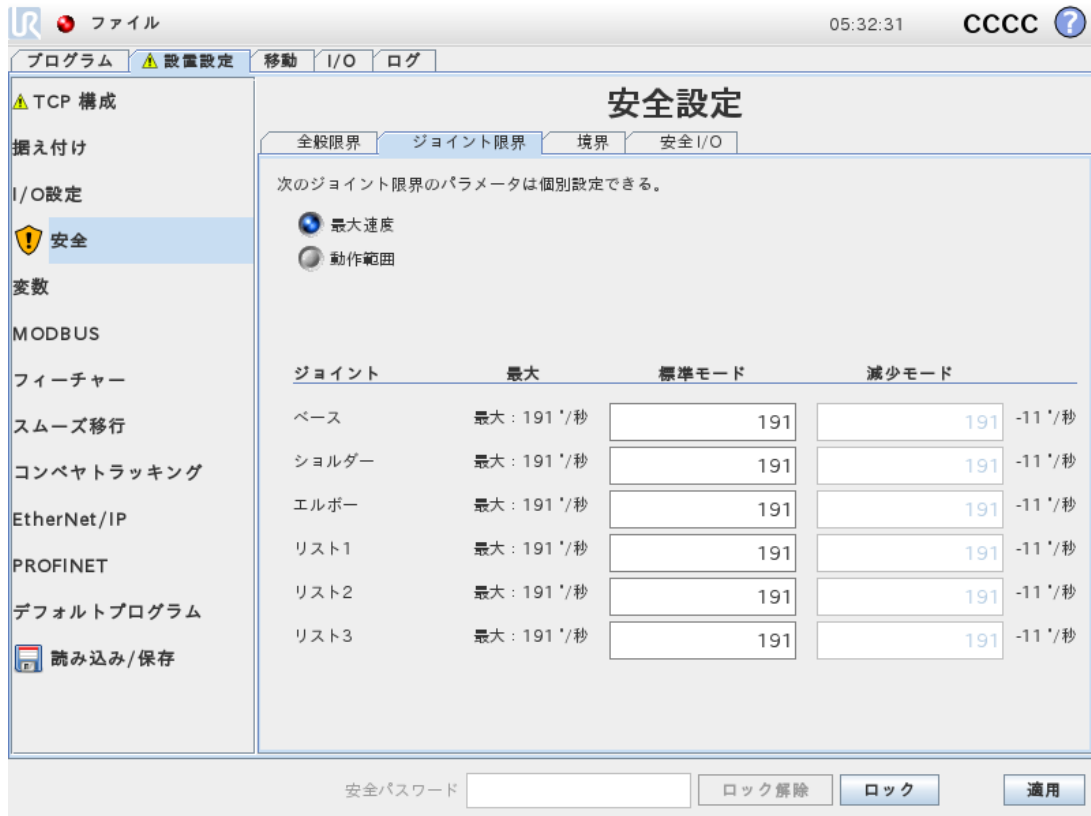 UR ファイル 05:32:31 CCCC ?
プログラム 設置設定 移動 I/O ログ
TCP 構成
据え付け
I/O設定
安全
変数
MODBUS
フィーチャー
スムーズ移行
コンベヤトラッキング
EtherNet/IP
PROFINET
デフォルトプログラム
読み込み/保存
安全設定
全般限界 ジョイント限界 境界 安全I/O
次のジョイント限界のパラメータは個別設定できる。
最大速度
動作範囲
ジョイント 最大 標準モード 減少モード
ベース 最大：191 °/秒 191 191 -11 °/秒
ショルダー 最大：191 °/秒 191 191 -11 °/秒
エルボー 最大：191 °/秒 191 191 -11 °/秒
リスト1 最大：191 °/秒 191 191 -11 °/秒
リスト2 最大：191 °/秒 191 191 -11 °/秒
リスト3 最大：191 °/秒 191 191 -11 °/秒
安全パスワード ロック解除 ロック 適用